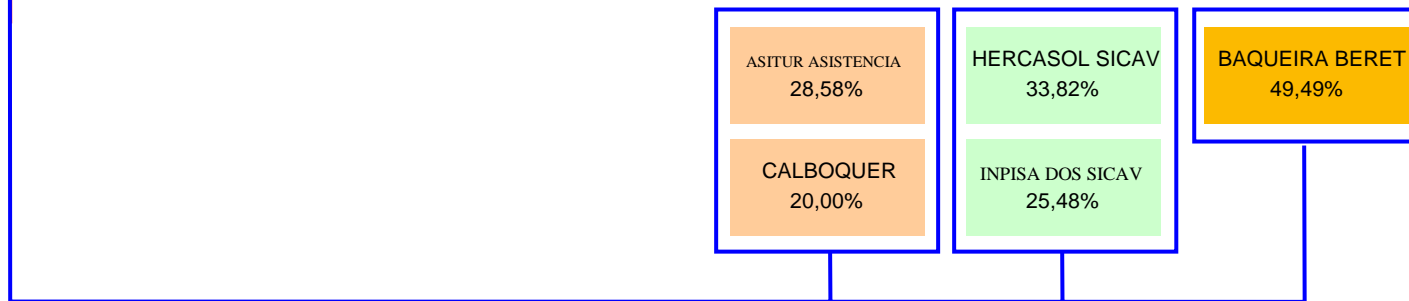 ASITUR ASISTENCIA
28,58%
CALBOQUER
20,00%
HERCASOL SICAV
33,82%
INPISA DOS SICAV
25,48%
BAQUEIRA BERET
49,49%